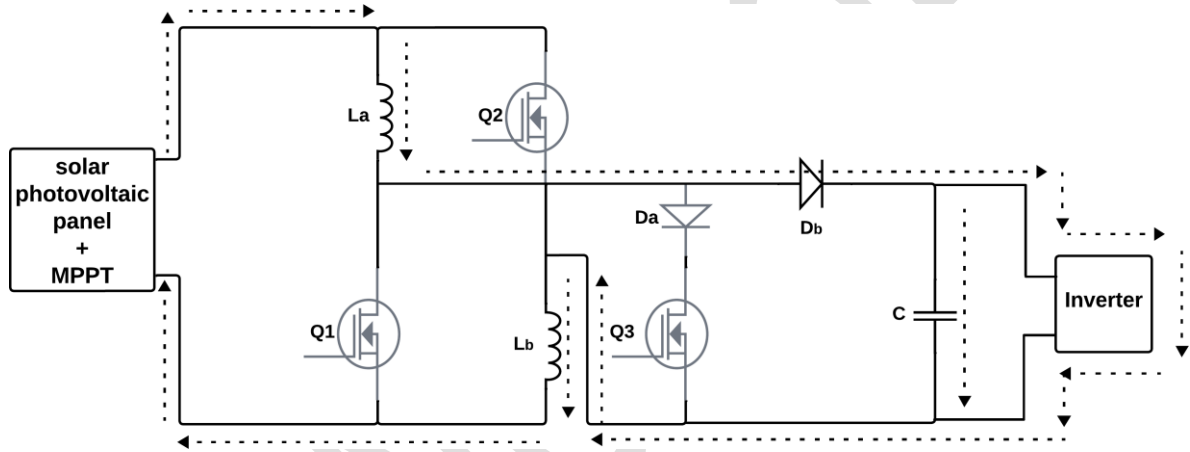 La
Q2
solar
photovoltaic
panel
+
MPPT
Da
Db
Q1
Lb
Q3
C
Inverter